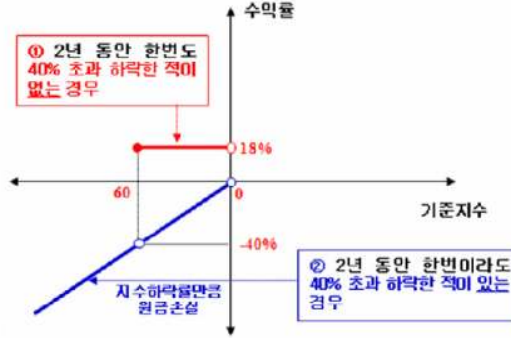 수익률
① 2년 동안 한번도
40% 초과 하락한 적이
없는 경우
18%
60
0
기준지수
-40%
② 2년 동안 한번이라도
40% 초과 하락한 적이 있는
경우
지수하락률만큼
원금손실